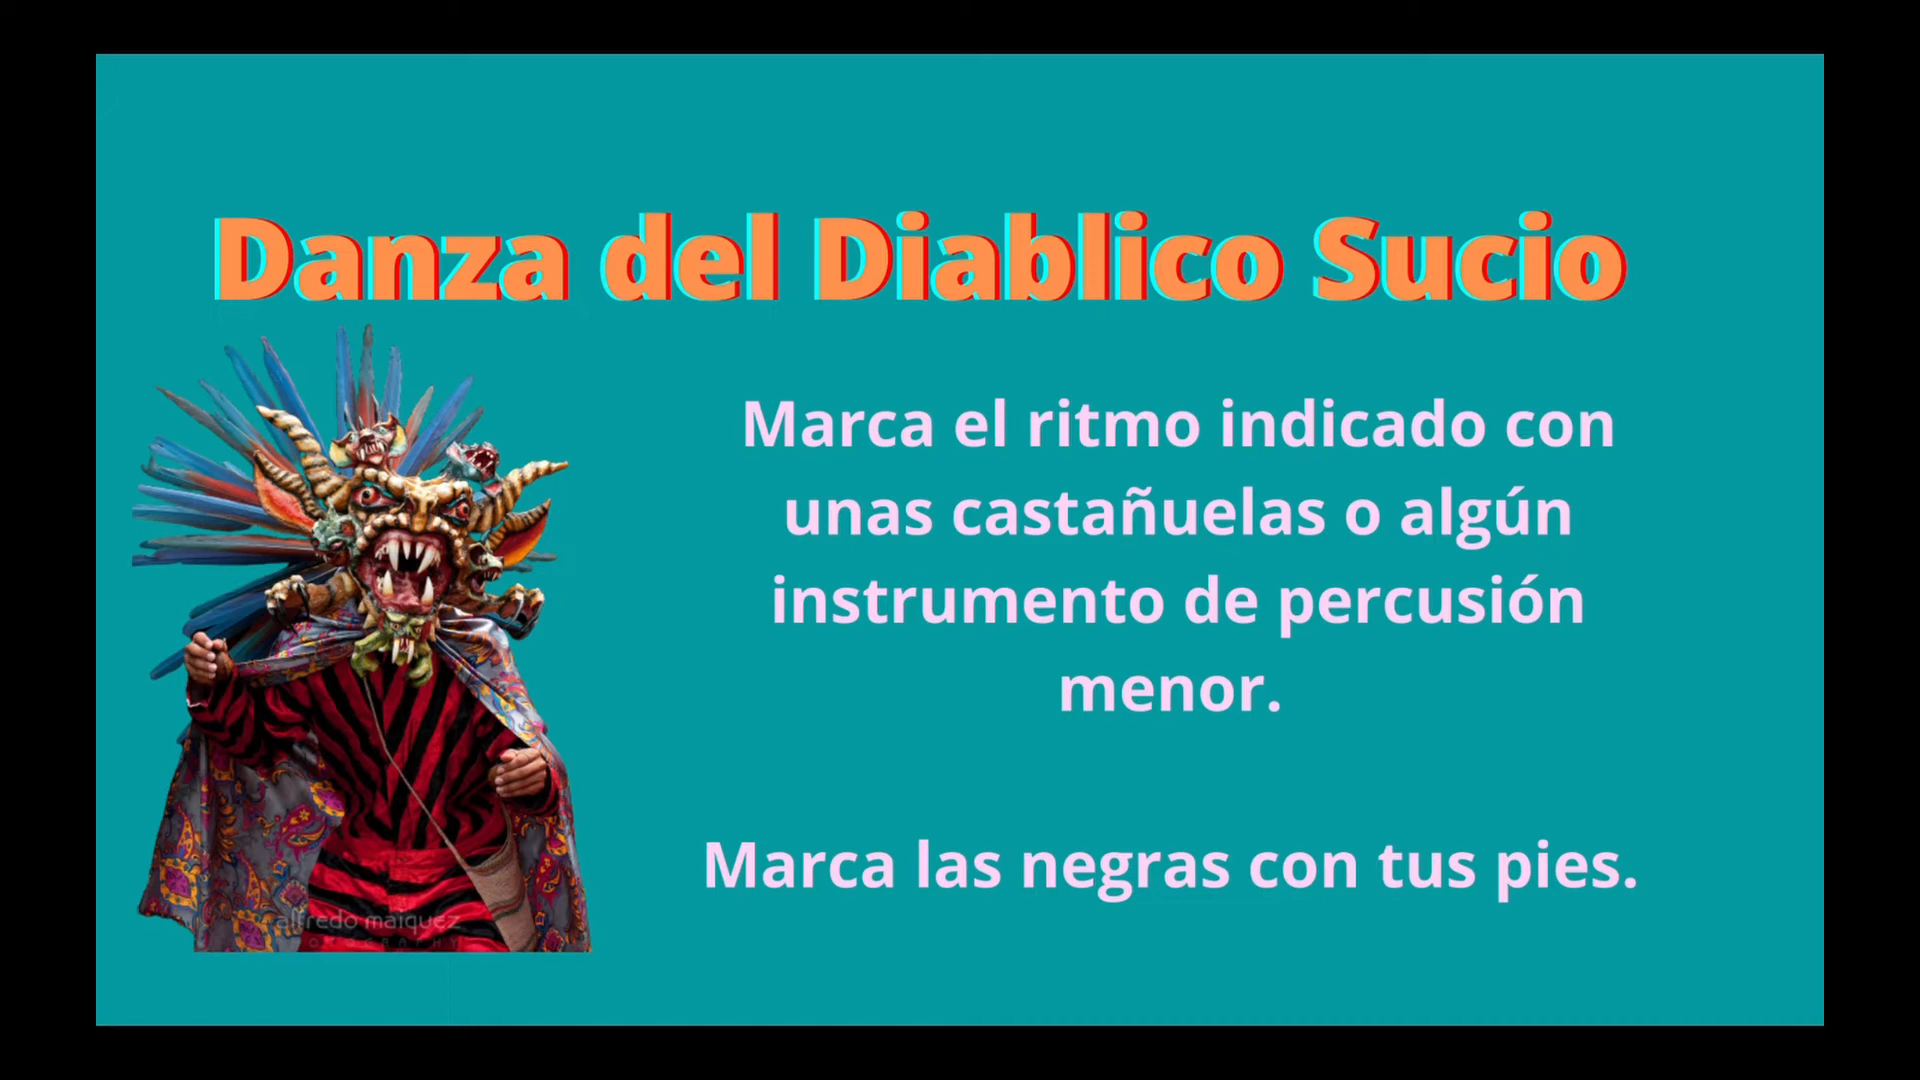 Danza del Diablico Sucio
Marca el ritmo indicado con
unas castañuelas o algún
instrumento de percusión
menor.
Marca las negras con tus pies.
alfredo maiquez
PHOTOGRAPHY